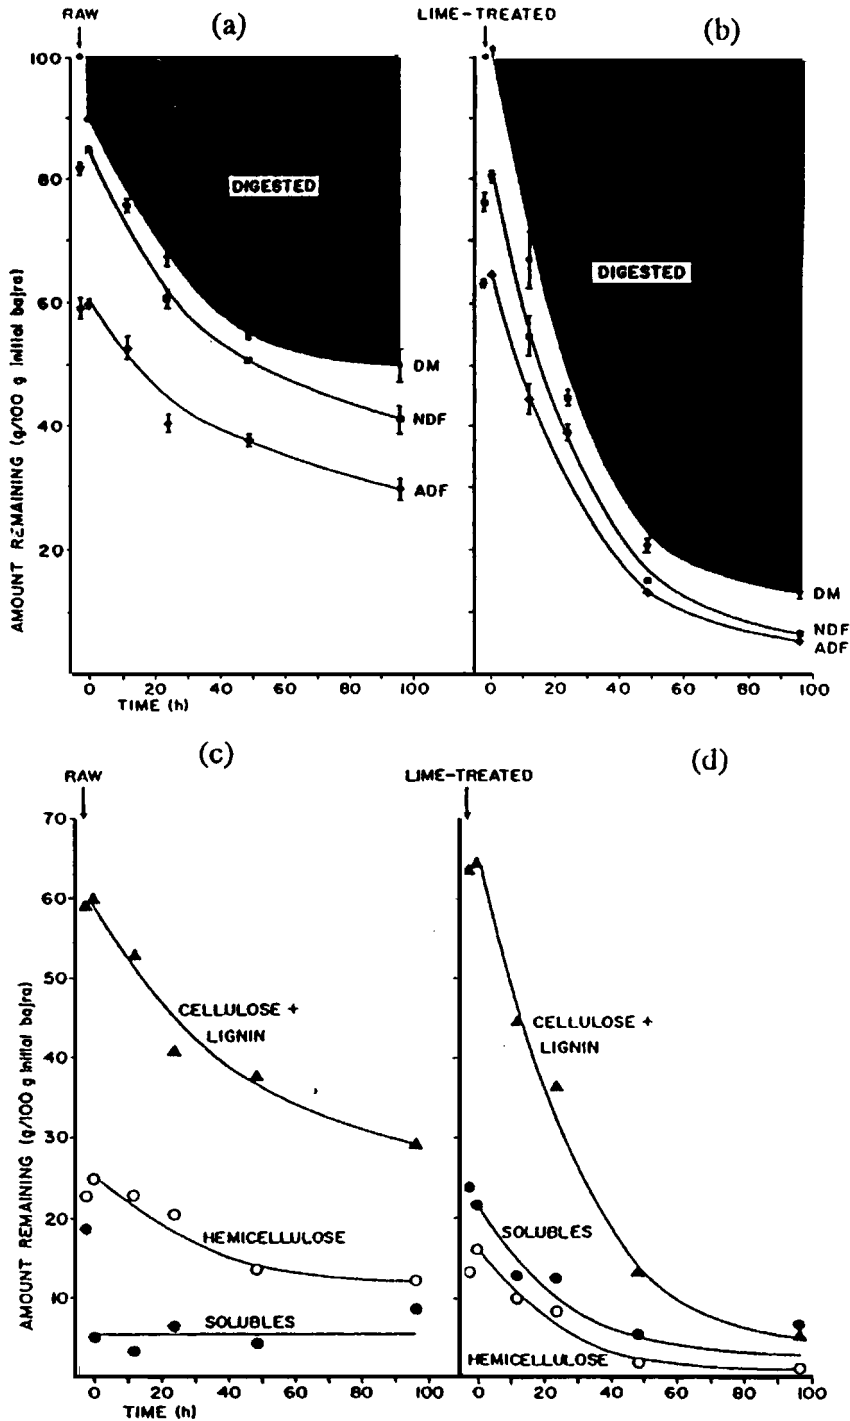 (a)
(b)
RAW
LIME-TREATED
100
80
60
40
20
DIGESTED
DIGESTED
DM
NDF
ADF
DM
NDF
ADF
AMOUNT REMAINING (g/100 g initial bajra)
0 20 40 60 80 100
TIME (h)
0 20 40 60 80 100
(c)
(d)
RAW
LIME-TREATED
70
60
50
40
30
20
10
CELLULOSE +
LIGNIN
HEMICELLULOSE
SOLUBLES
CELLULOSE +
LIGNIN
SOLUBLES
HEMICELLULOSE
AMOUNT REMAINING (g/100 g initial bajra)
0 20 40 60 80 100
TIME (h)
0 20 40 60 80 100